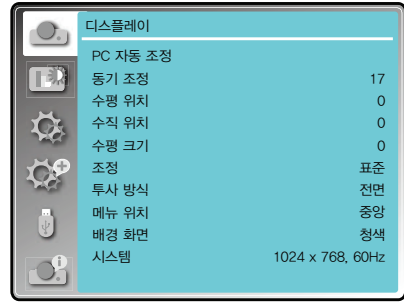 디스플레이
PC 자동 조정
동기 조정 17
수평 위치 0
수직 위치 0
수평 크기 0
조정 표준
투사 방식 전면
메뉴 위치 중앙
배경 화면 청색
시스템 1024 x 768, 60Hz